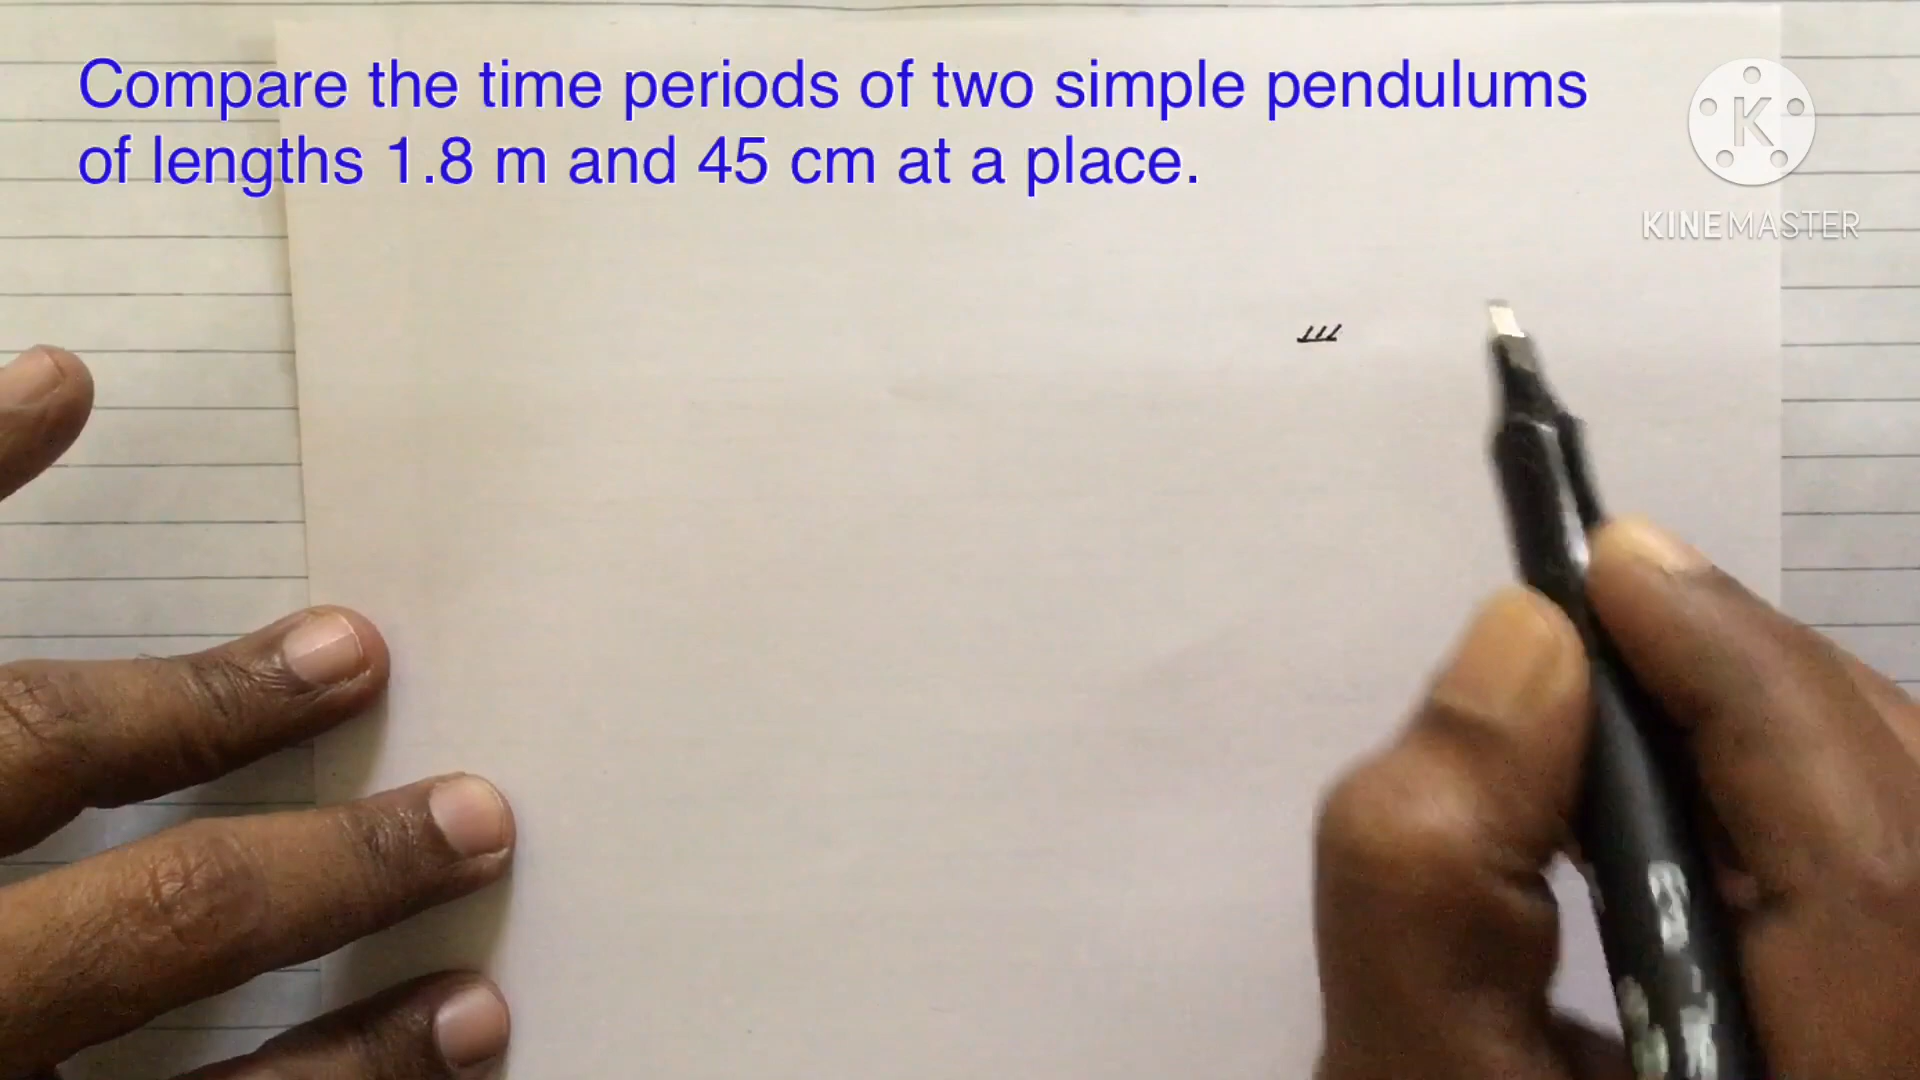 Compare the time periods of two simple pendulums
of lengths 1.8 m and 45 cm at a place.
K
KINEMASTER